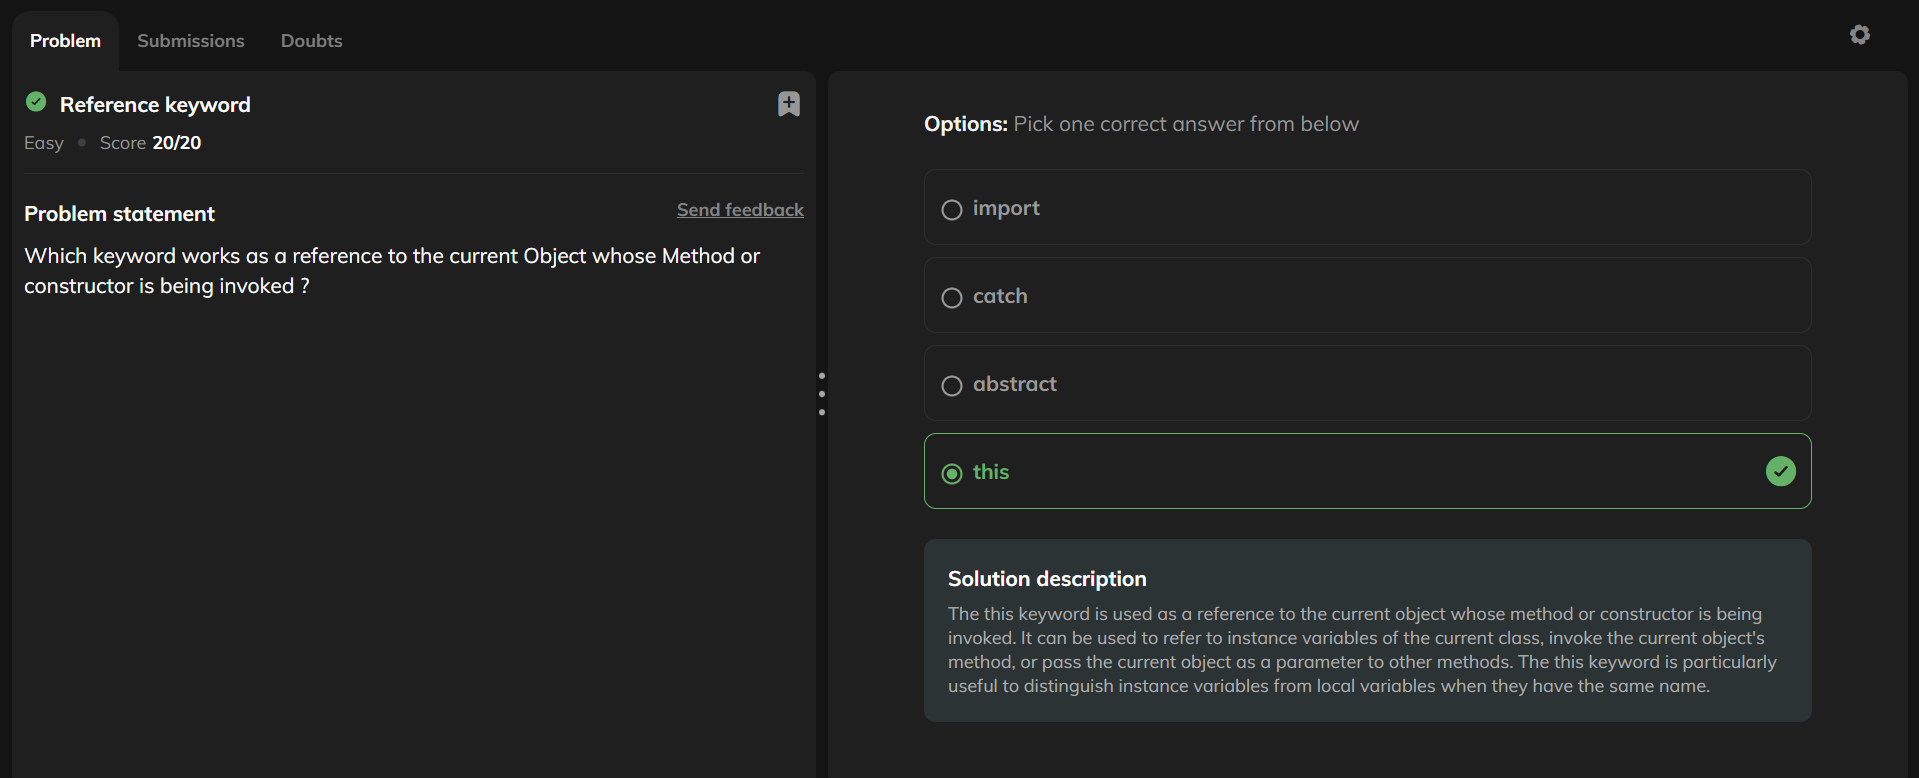 Problem Submissions Doubts
Reference keyword
Easy • Score 20/20
Problem statement
Send feedback
Which keyword works as a reference to the current Object whose Method or
constructor is being invoked ?
Options: Pick one correct answer from below
import
catch
abstract
this
Solution description
The this keyword is used as a reference to the current object whose method or constructor is being
invoked. It can be used to refer to instance variables of the current class, invoke the current object's
method, or pass the current object as a parameter to other methods. The this keyword is particularly
useful to distinguish instance variables from local variables when they have the same name.